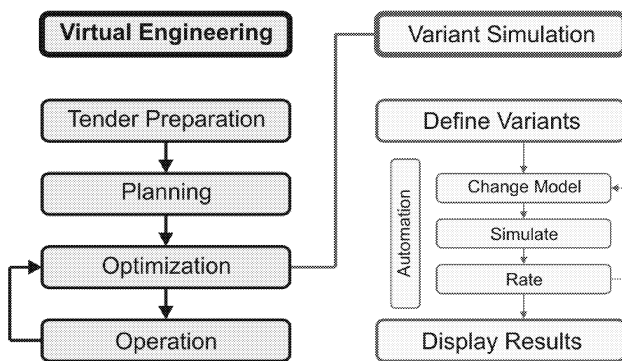 Virtual Engineering
Tender Preparation
Planning
Optimization
Operation
Variant Simulation
Define Variants
Automation
Change Model
Simulate
Rate
Display Results